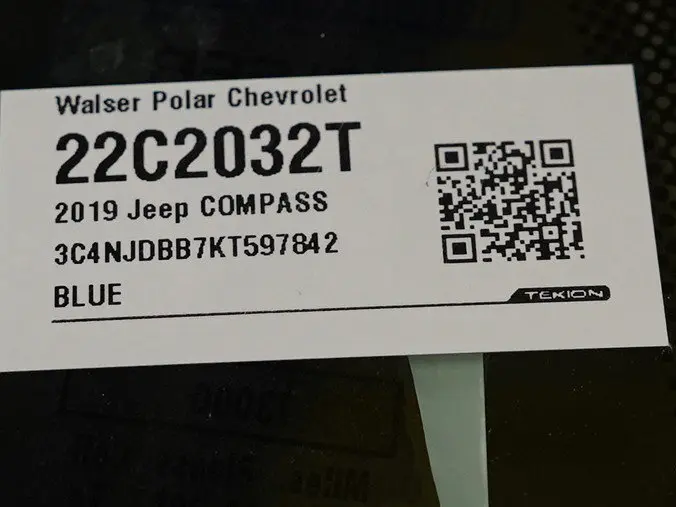 Walser Polar Chevrolet
22C2032T
2019 Jeep COMPASS
3C4NJDBB7KT597842
BLUE
TEKION